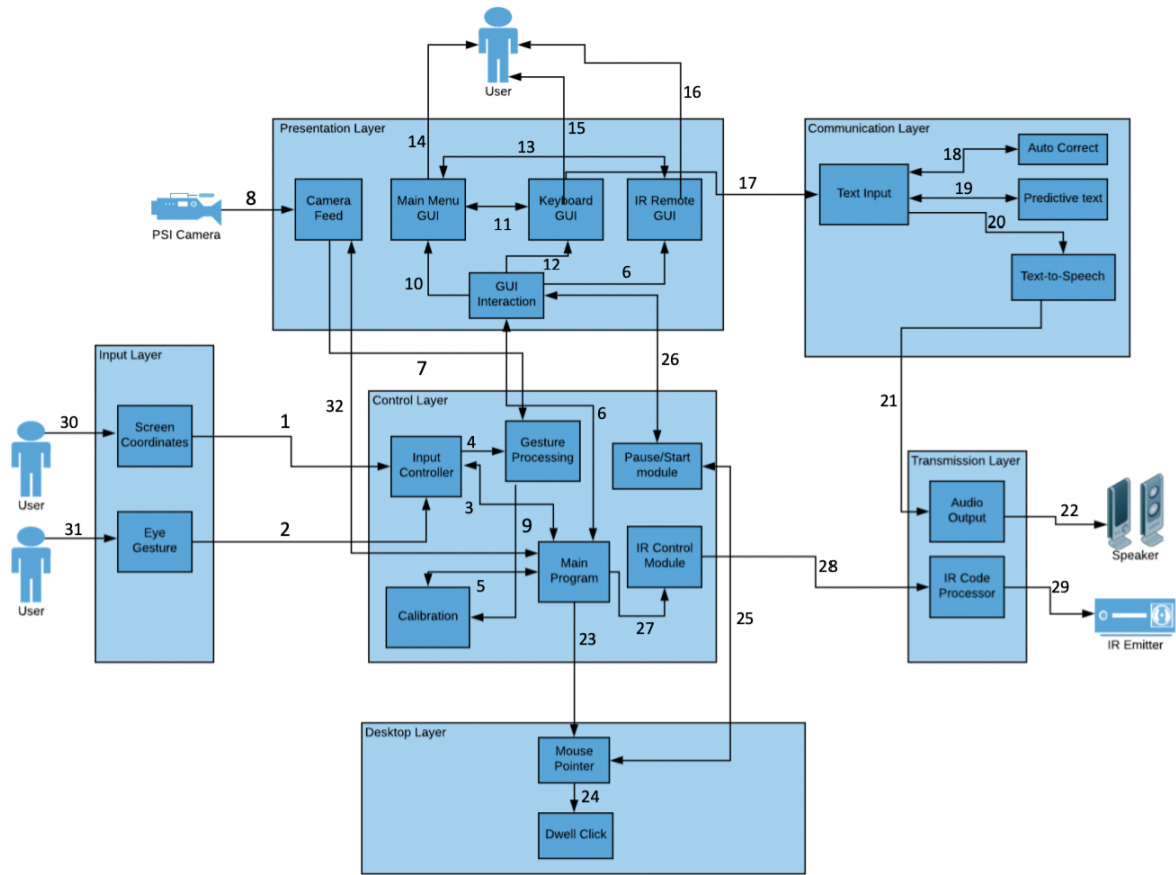 User
14
15
16
Presentation Layer
13
Camera
Feed
Main Menu
GUI
11
Keyboard
GUI
IR Remote
GUI
10
12
6
GUI
Interaction
8
PSI Camera
17
Communication Layer
Text Input
18
Auto Correct
19
Predictive text
20
Text-to-Speech
Input Layer
30
User
Screen
Coordinates
1
31
User
Eye
Gesture
2
7
32
26
6
Control Layer
Input
Controller
4
Gesture
Processing
Pause/Start
module
3
9
Main
Program
IR Control
Module
5
Calibration
27
23
25
28
21
Transmission Layer
Audio
Output
22
Speaker
IR Code
Processor
29
IR Emitter
Desktop Layer
Mouse
Pointer
24
Dwell Click